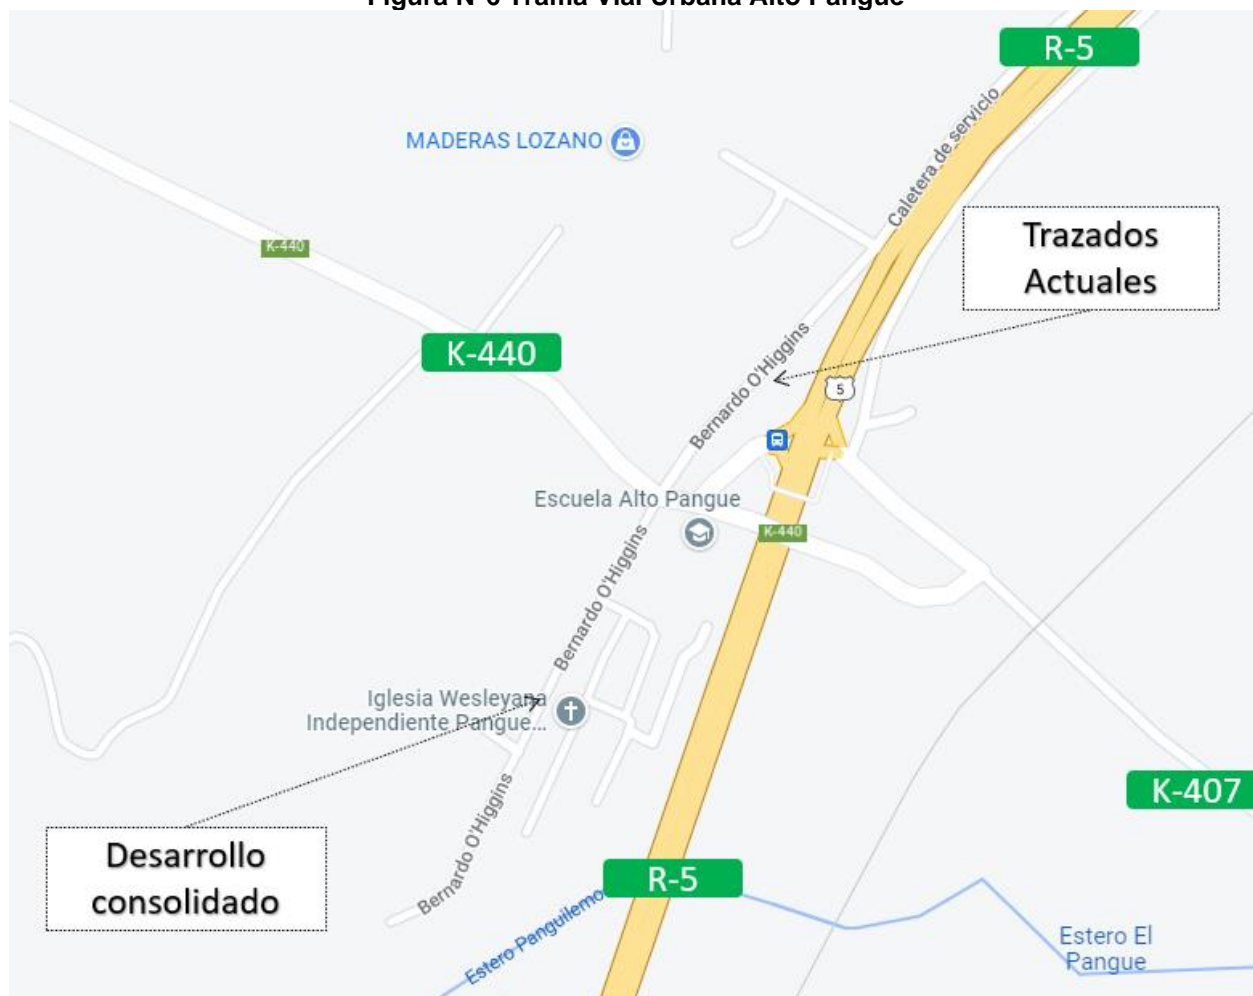 Figura N°6 Trama Vial Urbana Alto Pangue
R-5
MADERAS LOZANO
Caletera de servicio
Trazados
Actuales
K-440
K-440
Bernardo O'Higgins
5
Escuela Alto Pangue
K-440
Bernardo O'Higgins
Iglesia Wesleyana
Independiente Pangue...
K-407
Bernardo O'Higgins
Desarrollo
consolidado
R-5
Estero Panguilemo
Estero El
Pangue